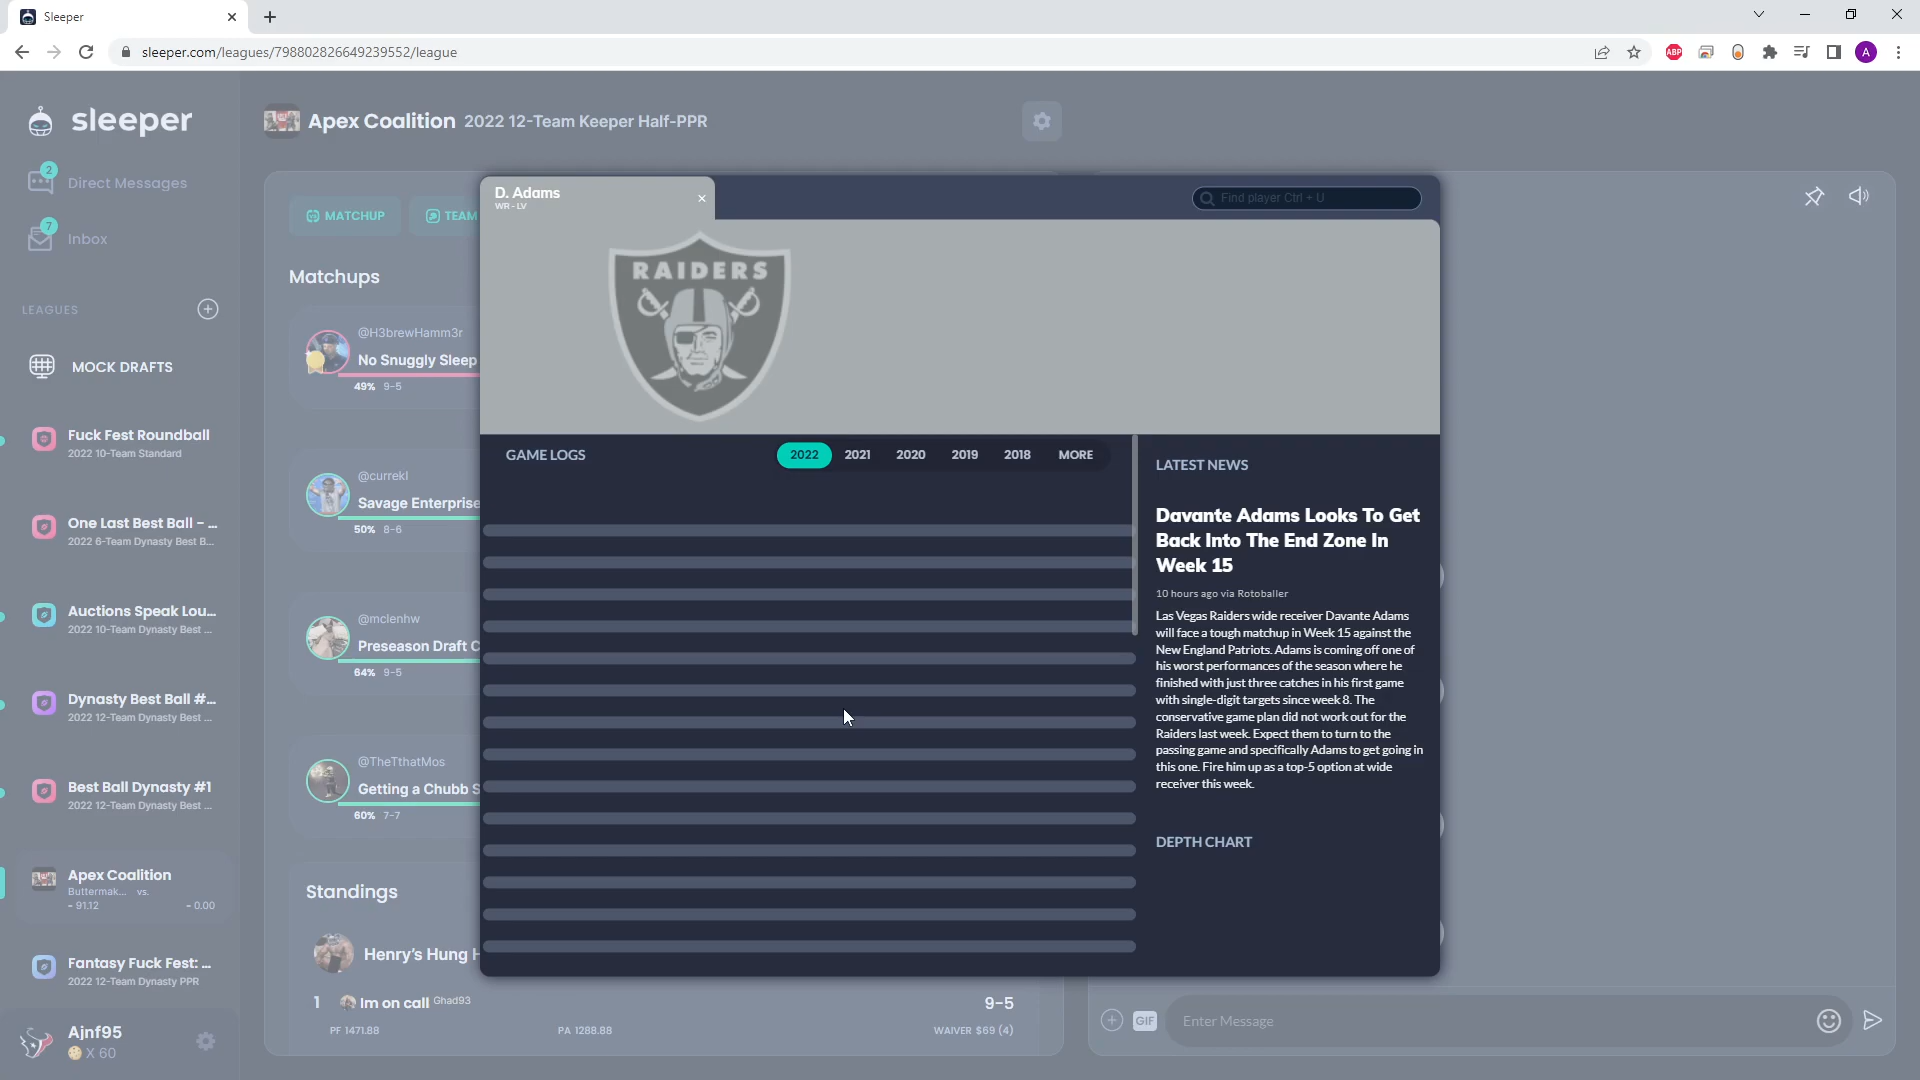 Sleeper
sleeper.com/leagues/798802826649239552/league
ABP
A
sleeper
2
Direct Messages
7
Inbox
LEAGUES
MOCK DRAFTS
Fuck Fest Roundball
2022 10-Team Standard
One Last Best Ball - ...
2022 6-Team Dynasty Best B...
Auctions Speak Lou...
2022 10-Team Dynasty Best ...
Dynasty Best Ball #...
2022 12-Team Dynasty Best ...
Best Ball Dynasty #1
2022 12-Team Dynasty Best ...
Apex Coalition
Buttermak... vs.
- 91.12 - 0.00
Fantasy Fuck Fest: ...
2022 12-Team Dynasty PPR
Ajnf95
X 60
Apex Coalition 2022 12-Team Keeper Half-PPR
MATCHUP
TEAM
Matchups
@H3brewHamm3r
No Snuggly Sleep
49% 9-5
@currekl
Savage Enterprise
50% 8-6
@mclenhw
Preseason Draft C
64% 9-5
@TheTthatMos
Getting a Chubb S
60% 7-7
Standings
Henry's Hung H
1 Im on call Ghad93 9-5
PF 1471.88 PA 1288.88 WAIVER $69 (4)
D. Adams
WR - LV
Find player Ctrl + U
RAIDERS
GAME LOGS
2022 2021 2020 2019 2018 MORE
LATEST NEWS
Davante Adams Looks To Get
Back Into The End Zone In
Week 15
10 hours ago via Rotoballer
Las Vegas Raiders wide receiver Davante Adams
will face a tough matchup in Week 15 against the
New England Patriots. Adams is coming off one of
his worst performances of the season where he
finished with just three catches in his first game
with single-digit targets since week 8. The
conservative game plan did not work out for the
Raiders last week. Expect them to turn to the
passing game and specifically Adams to get going in
this one. Fire him up as a top-5 option at wide
receiver this week.
DEPTH CHART
GIF
Enter Message